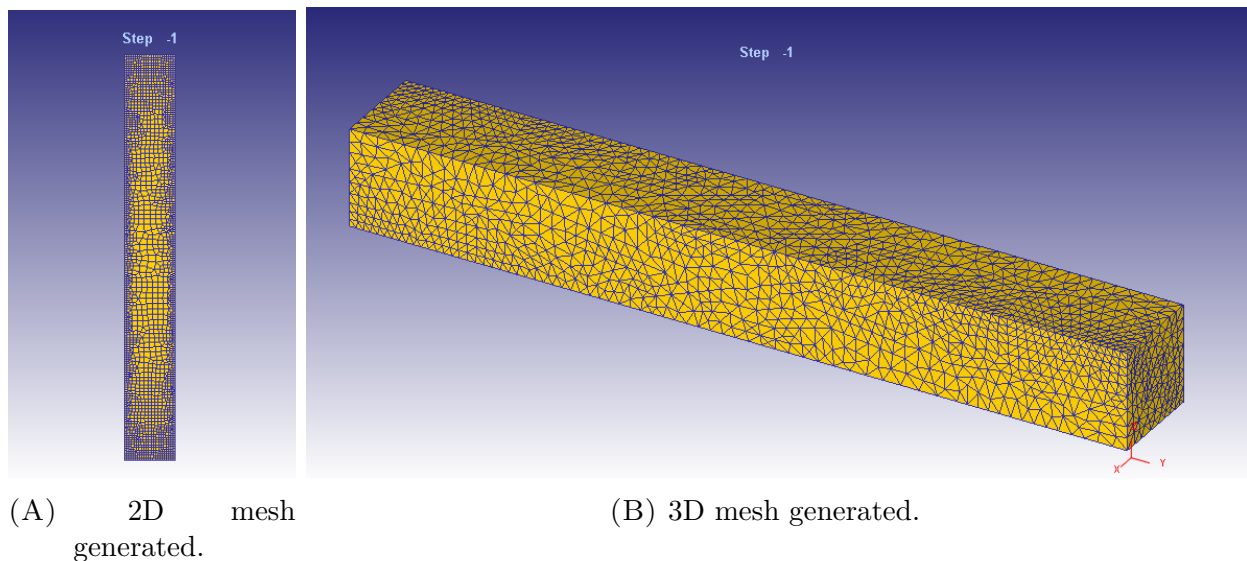 Step -1
Step -1
X Y
(A) 2D mesh
generated.
(B) 3D mesh generated.